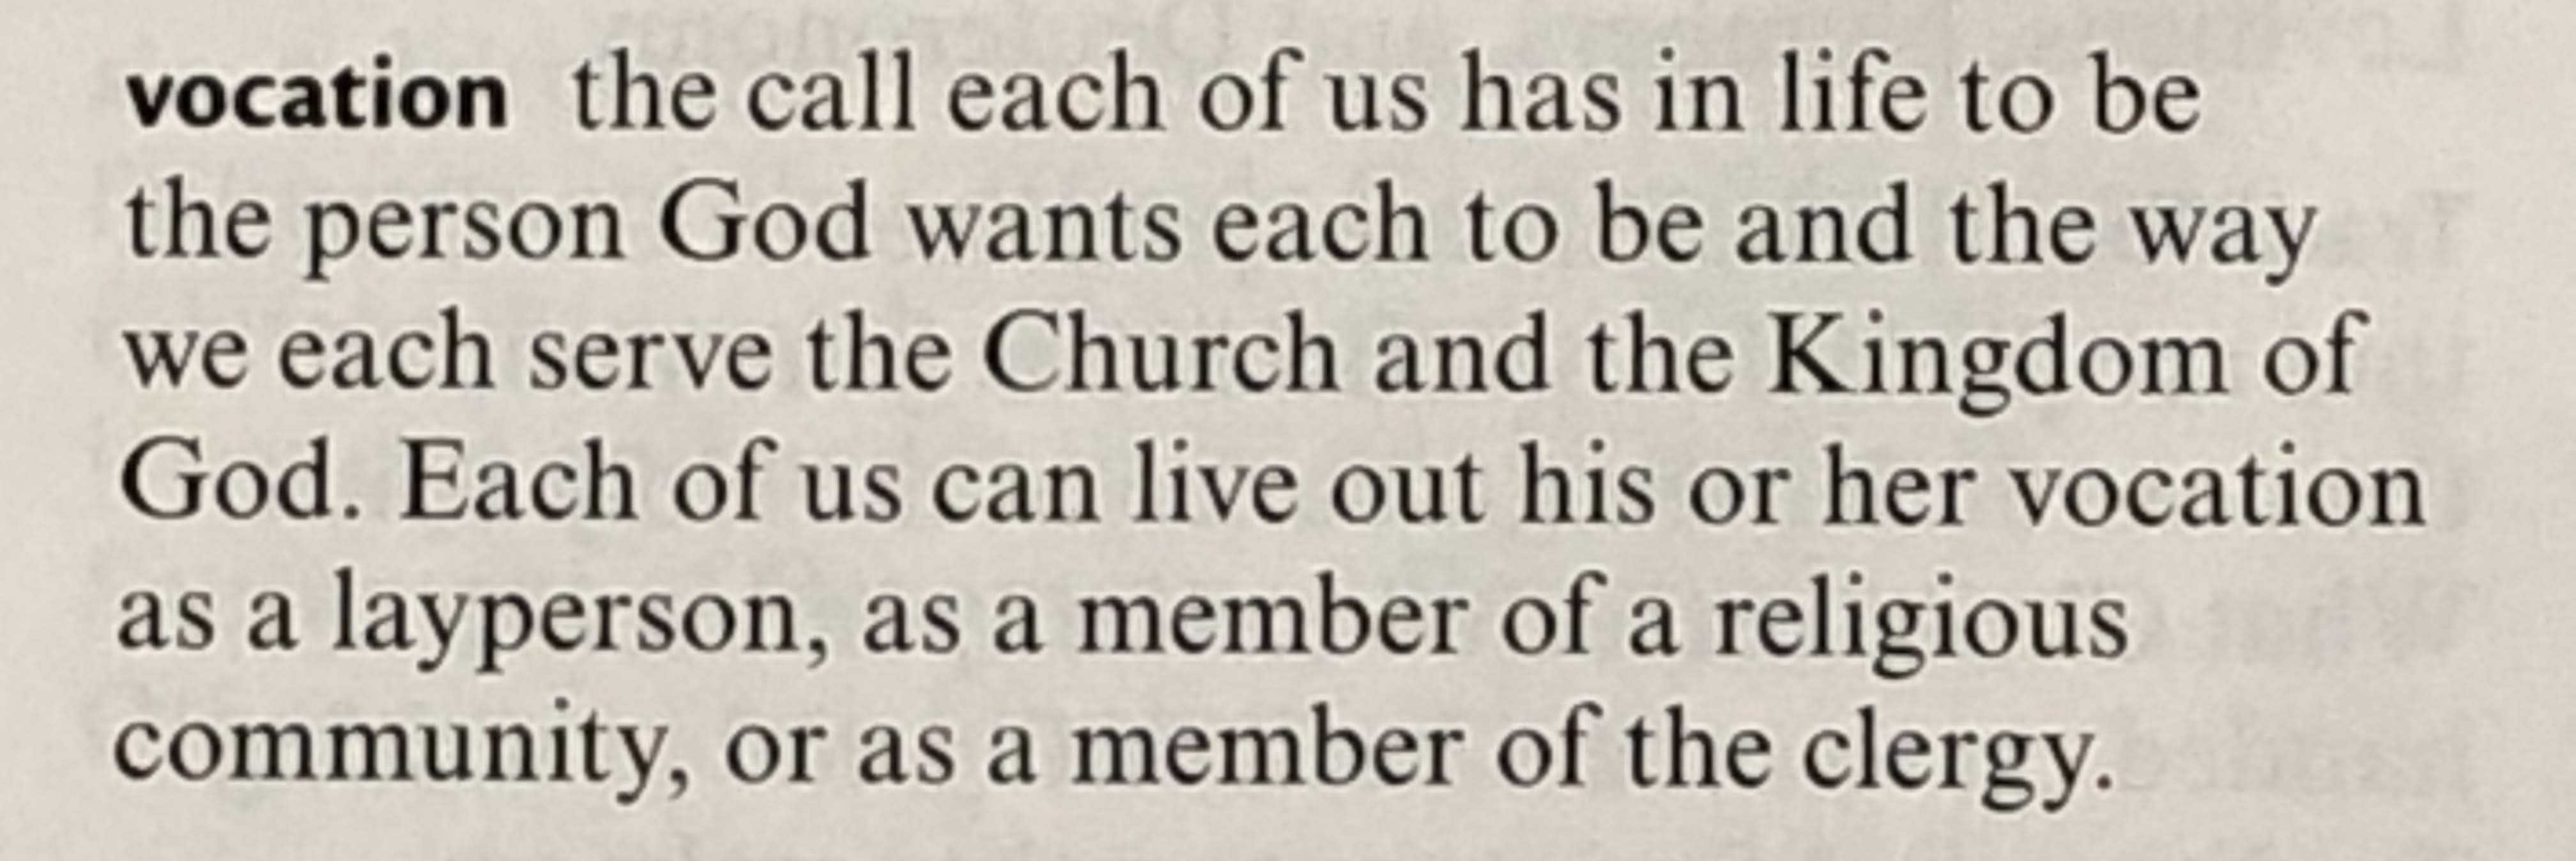 vocation the call each of us has in life to be
the person God wants each to be and the way
we each serve the Church and the Kingdom of
God. Each of us can live out his or her vocation
as a layperson, as a member of a religious
community, or as a member of the clergy.